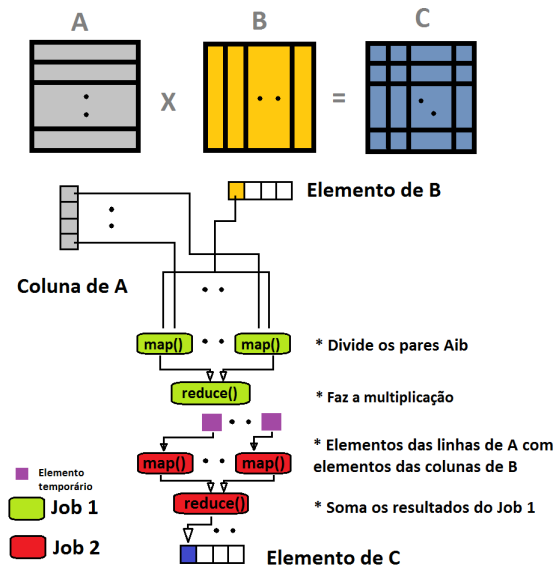 A
B
C
X
=
Elemento de B
Coluna de A
map()
map()
* Divide os pares Aib
reduce()
* Faz a multiplicação
* Elementos das linhas de A com
elementos das colunas de B
map()
map()
Elemento
temporário
Job 1
reduce()
* Soma os resultados do Job 1
Job 2
Elemento de C